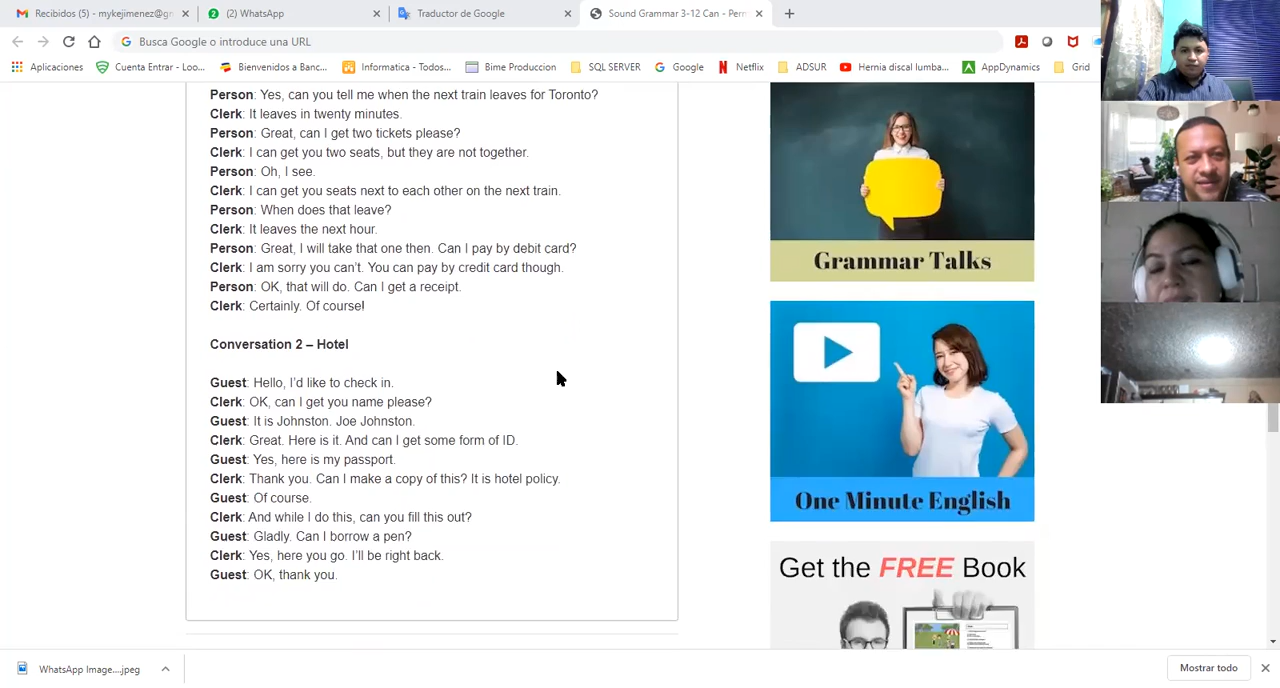 Recibidos (5) - mykejimenez@gm
(2) WhatsApp
Traductor de Google
Sound Grammar 3-12 Can - Pern
Busca Google o introduce una URL
Aplicaciones
Cuenta Entrar - Loo...
Bienvenidos a Ban...
Informatica - Totto...
Introduccion
SQL SERVER
Google
Netflix
ADSUR
Hernia discal lumba...
AppDynamics
Grid
Person: Yes, can you tell me when the next train leaves for Toronto?
Clerk: It leaves in twenty minutes.
Person: Great, can I get two tickets please?
Clerk: I can get you two seats, but they are not together.
Person: Oh, I see.
Clerk: I can get you seats next to each other on the next train.
Person: When does that leave?
Clerk: It leaves the next hour.
Person: Great, I will take that one then. Can I pay by debit card?
Clerk: I am sorry you can't. You can pay by credit card though.
Person: OK, that will do. Can I get a receipt.
Clerk: Certainly. Of course!
Conversation 2 – Hotel
Guest: Hello, I'd like to check in.
Clerk: OK, can I get you name please?
Guest: It is Johnston. Joe Johnston.
Clerk: Great. Here is it. And can I get some form of ID.
Guest: Yes, here is my passport.
Clerk: Thank you. Can I make a copy of this? It is hotel policy.
Guest: Of course.
Clerk: And while I do this, can you fill this out?
Guest: Gladly. Can I borrow a pen?
Clerk: Yes, here you go. I'll be right back.
Guest: OK, thank you.
Grammar Talks
One Minute English
Get the FREE Book
WhatsApp Image....jpeg
Mostrar todo